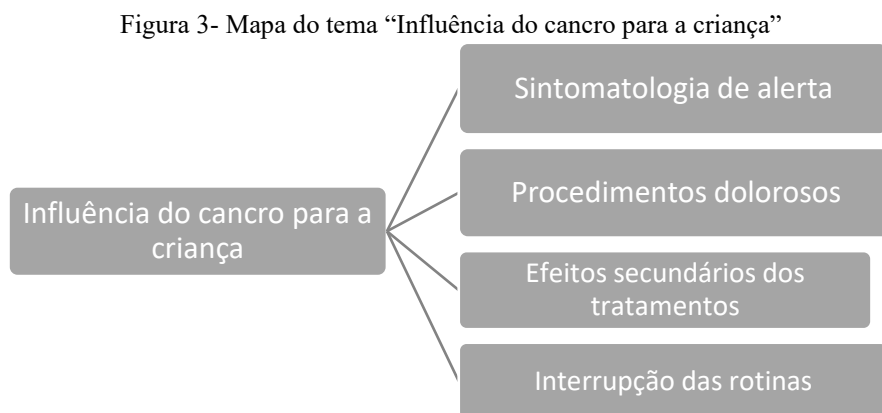 Figura 3- Mapa do tema “Influência do cancro para a criança”
Sintomatologia de alerta
Procedimentos dolorosos
Influência do cancro para a
criança
Efeitos secundários dos
tratamentos
Interrupção das rotinas